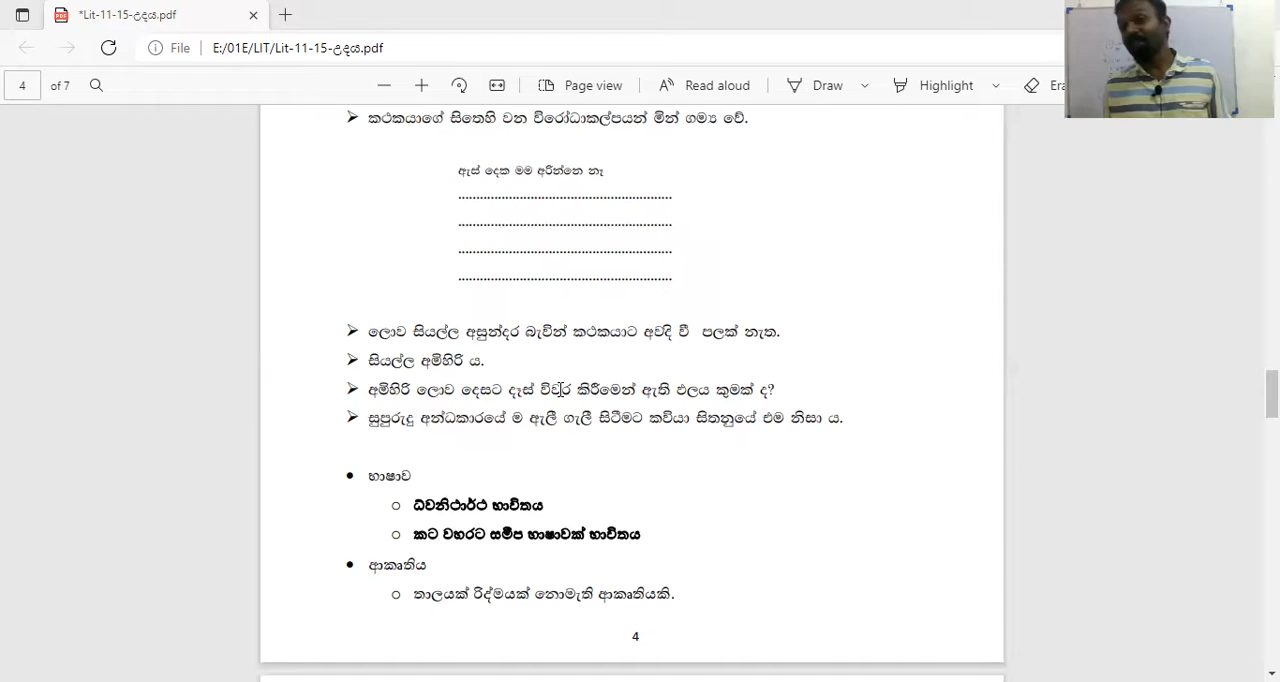 *Lit-11-15-උදය.pdf
File E:/01E/LIT/Lit-11-15-උදය.pdf
4 of 7 Page view Read aloud Draw Highlight Era
කථකයාගේ සිතෙහි වන විරෝධාකල්පයන් මින් ගම්‍ය වේ.
ඇස් දෙක මම අරින්නෙ නෑ
................................................
................................................
................................................
................................................
ලොව සියල්ල අසුන්දර බැවින් කථකයාට අවදි වී පලක් නැත.
සියල්ල අමිහිරි ය.
අමිහිරි ලොව දෙසට දෑස් විවර කිරීමෙන් ඇති ඵලය කුමක් ද?
සුපුරුදු අන්ධකාරයේ ම ඇලී ගැලී සිටීමට කවියා සිතනුයේ එම නිසා ය.
භාෂාව
ධ්වනිතාර්ථ භාවිතය
කට වහරට සමීප භාෂාවක් භාවිතය
ආකෘතිය
තාලයක් රිද්මයක් නොමැති ආකෘතියකි.
4